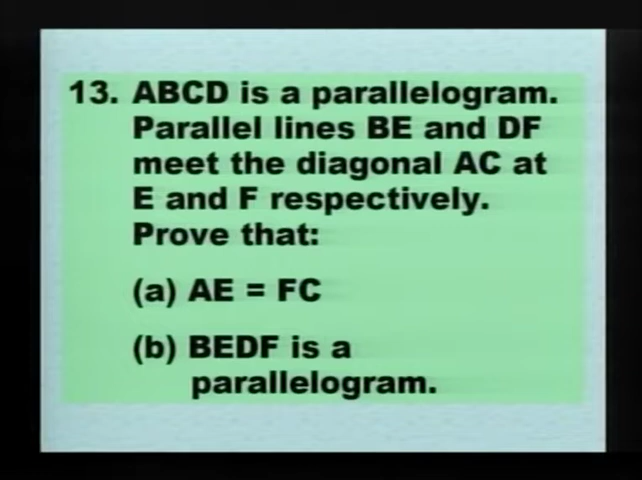 13. ABCD is a parallelogram.
Parallel lines BE and DF
meet the diagonal AC at
E and F respectively.
Prove that:
(a) AE = FC
(b) BEDF is a
parallelogram.